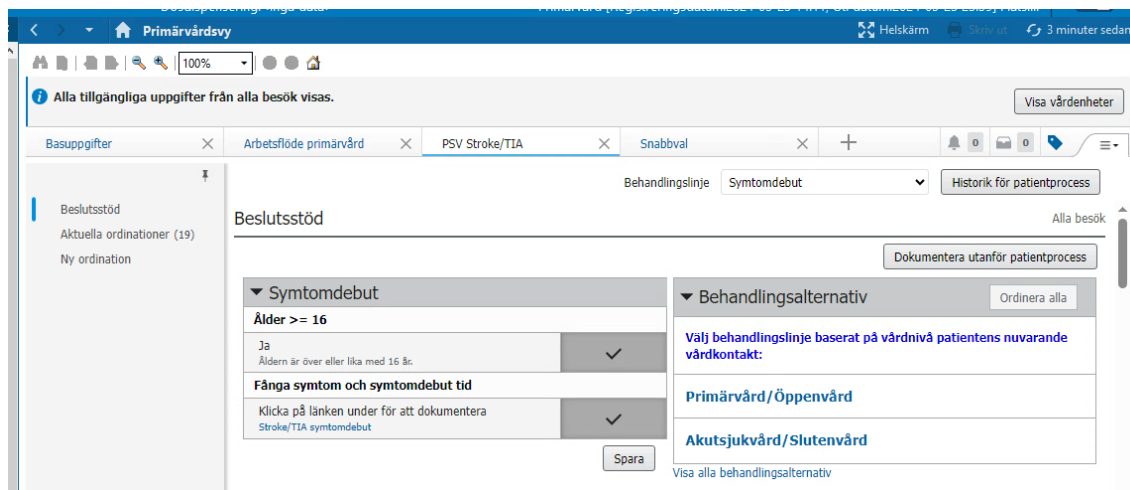 Primärvårdsvy
Helskärm
Skriv ut
3 minuter sedan
100%
Alla tillgängliga uppgifter från alla besök visas.
Visa vårdenheter
Basuppgifter
Arbetsflöde primärvård
PSV Stroke/TIA
Snabbval
0
0
Behandlingslinje
Symtomdebut
Historik för patientprocess
Beslutsstöd
Aktuella ordinationer (19)
Ny ordination
Beslutsstöd
Alla besök
Dokumentera utanför patientprocess
Symtomdebut
Ålder >= 16
Ja
Åldern är över eller lika med 16 år.
Fånga symtom och symtomdebut tid
Klicka på länken under för att dokumentera
Stroke/TIA symtomdebut
Spara
Behandlingsalternativ
Ordinera alla
Välj behandlingslinje baserat på vårdnivå patientens nuvarande
vårdkontakt:
Primärvård/Öppenvård
Akutsjukvård/Slutenvård
Visa alla behandlingsalternativ